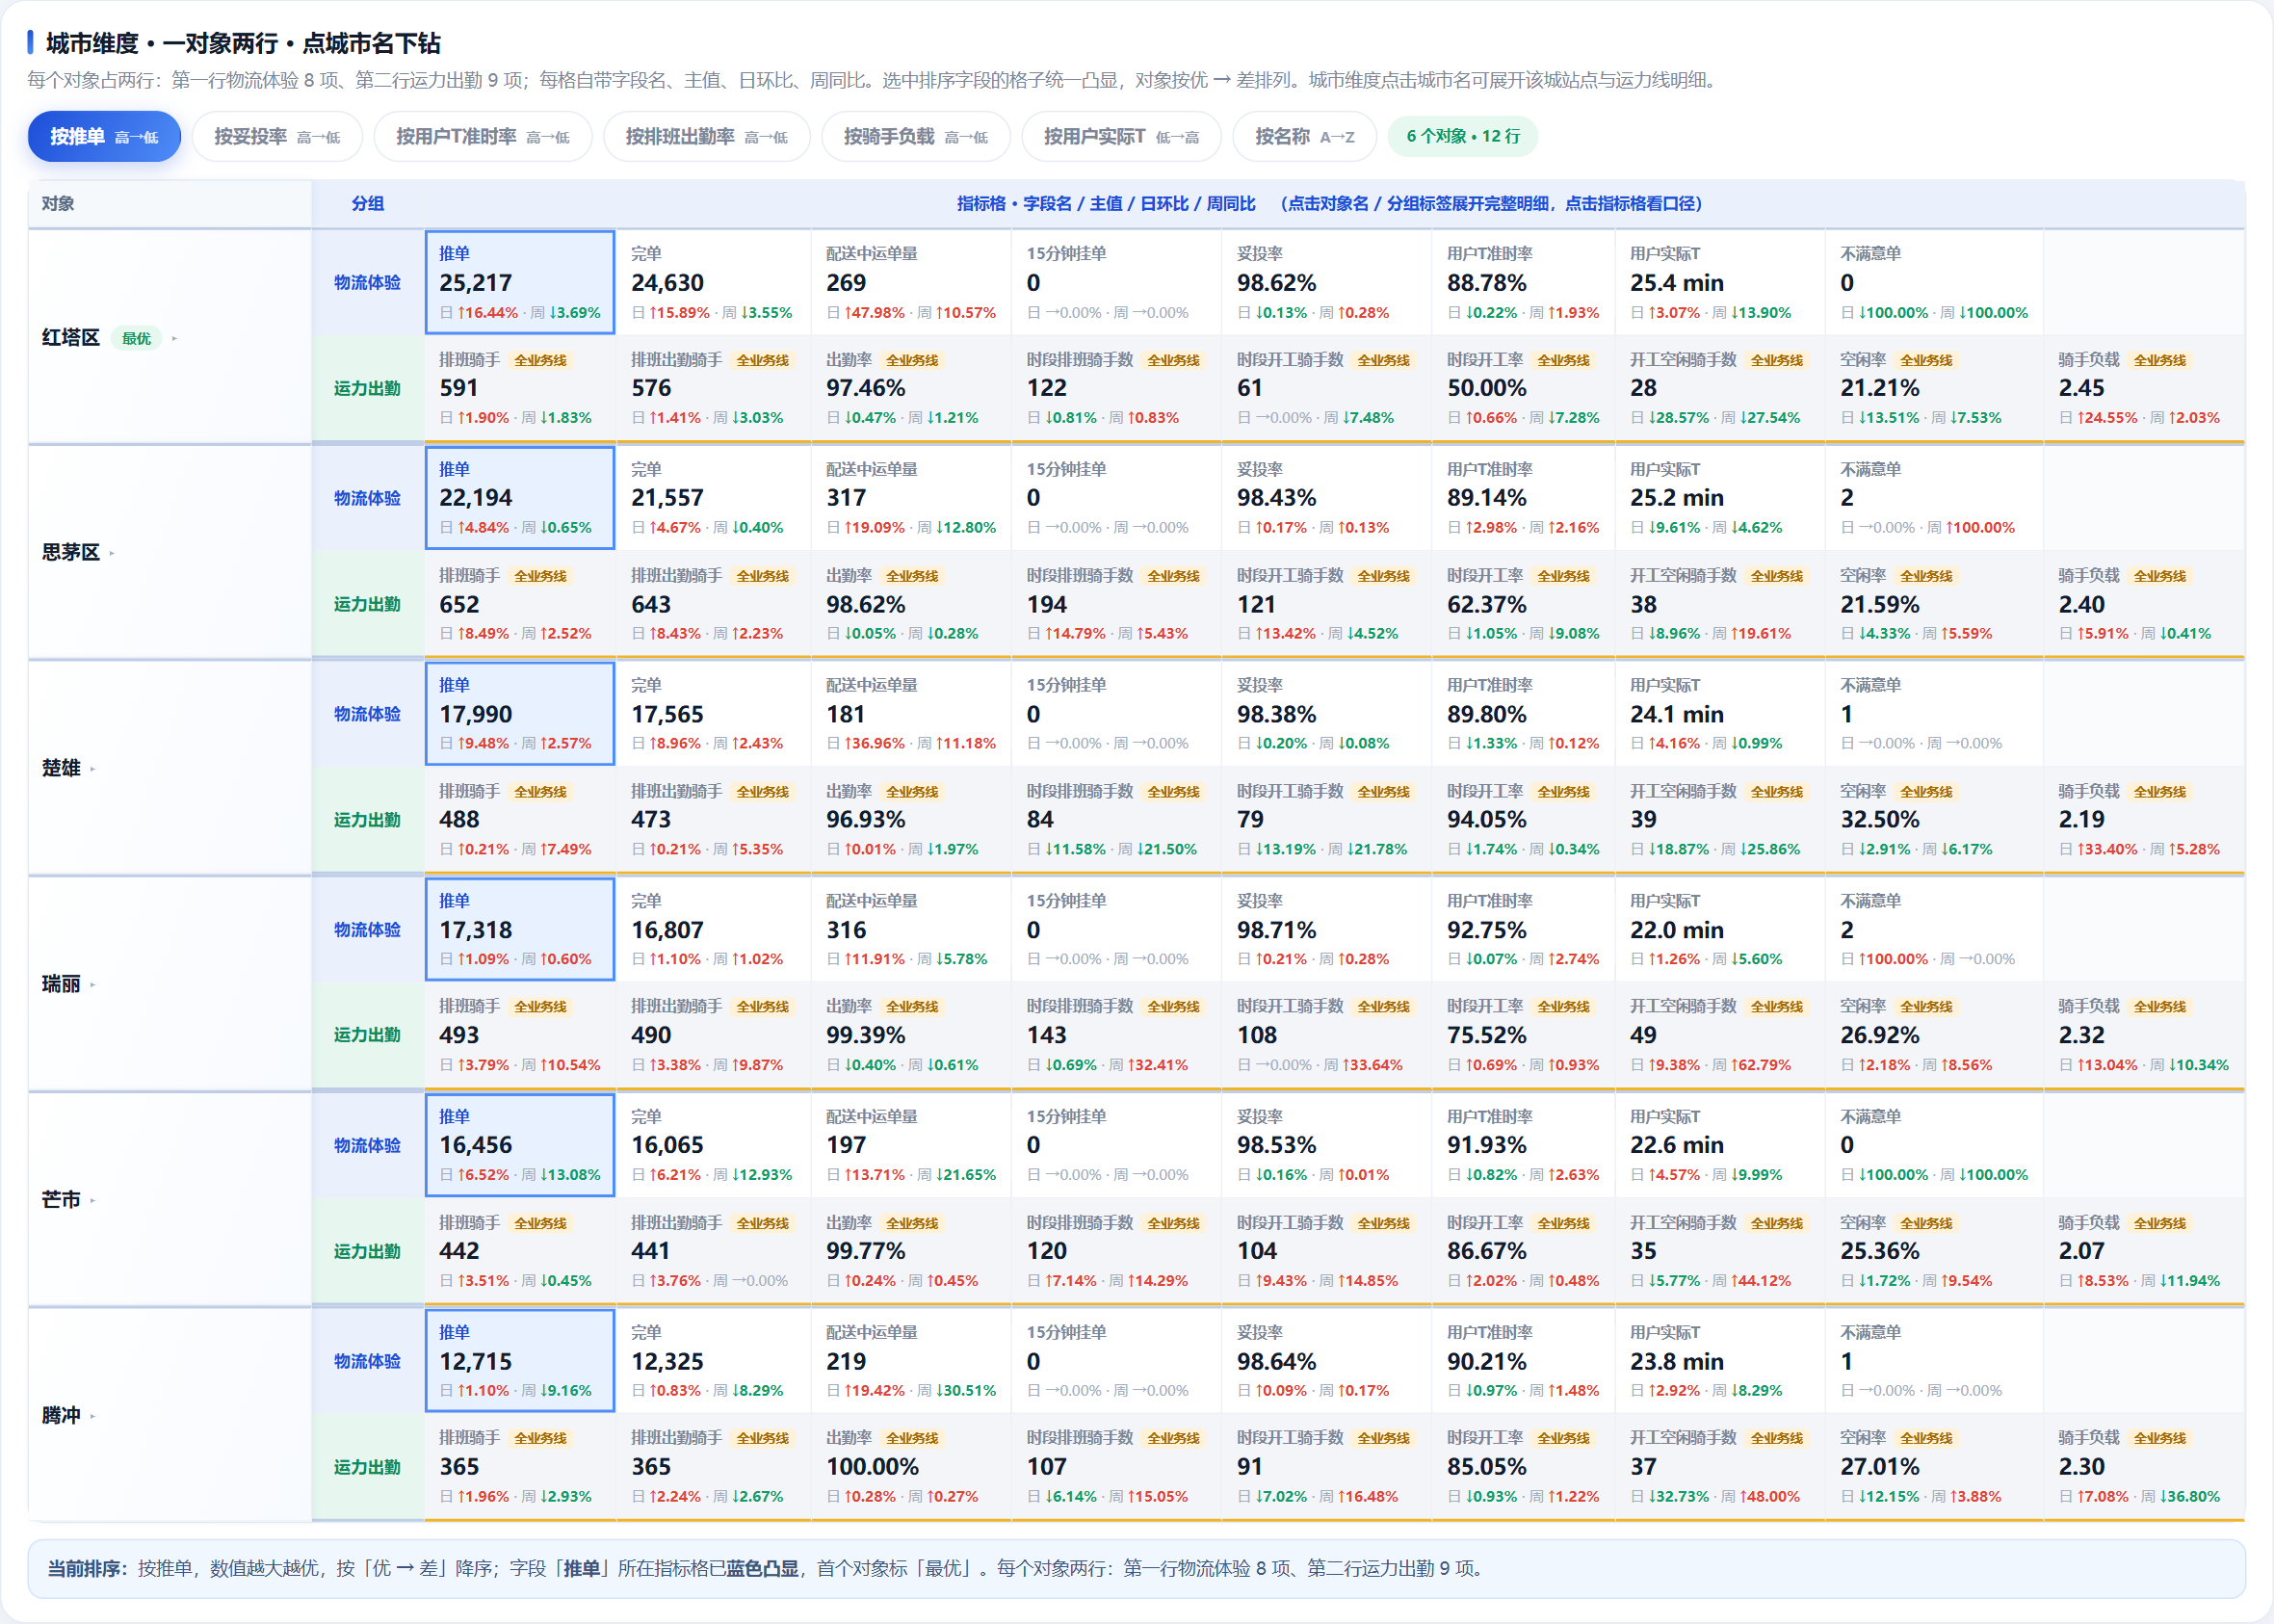 城市维度 • 一对象两行 • 点城市名下钻
每个对象占两行：第一行物流体验 8 项、第二行运力出勤 9 项；每格自带字段名、主值、日环比、周同比。选中排序字段的格子统一凸显，对象按优 → 差排列。城市维度点击城市名可展开该城站点与运力线明细。
按推单 高→低 按妥投率 高→低 按用户T准时率 高→低 按排班出勤率 高→低 按骑手负载 高→低 按用户实际T 低→高 按名称 A→Z 6 个对象 • 12 行
对象 分组 指标格 • 字段名 / 主值 / 日环比 / 周同比 （点击对象名 / 分组标签展开完整明细，点击指标格看口径）
红塔区 最优 ▸
物流体验
推单 完单 配送中运单量 15分钟挂单 妥投率 用户T准时率 用户实际T 不满意单
25,217 24,630 269 0 98.62% 88.78% 25.4 min 0
日 ↑16.44% · 周 ↓3.69% 日 ↑15.89% · 周 ↓3.55% 日 ↑47.98% · 周 ↑10.57% 日 →0.00% · 周 →0.00% 日 ↓0.13% · 周 ↑0.28% 日 ↓0.22% · 周 ↑1.93% 日 ↑3.07% · 周 ↓13.90% 日 ↓100.00% · 周 ↓100.00%
运力出勤
排班骑手 全业务线 排班出勤骑手 全业务线 出勤率 全业务线 时段排班骑手数 全业务线 时段开工骑手数 全业务线 时段开工率 全业务线 开工空闲骑手数 全业务线 空闲率 全业务线 骑手负载 全业务线
591 576 97.46% 122 61 50.00% 28 21.21% 2.45
日 ↑1.90% · 周 ↓1.83% 日 ↑1.41% · 周 ↓3.03% 日 ↓0.47% · 周 ↓1.21% 日 ↓0.81% · 周 ↑0.83% 日 →0.00% · 周 ↓7.48% 日 ↑0.66% · 周 ↓7.28% 日 ↓28.57% · 周 ↓27.54% 日 ↓13.51% · 周 ↓7.53% 日 ↑24.55% · 周 ↑2.03%
思茅区 ▸
物流体验
推单 完单 配送中运单量 15分钟挂单 妥投率 用户T准时率 用户实际T 不满意单
22,194 21,557 317 0 98.43% 89.14% 25.2 min 2
日 ↑4.84% · 周 ↓0.65% 日 ↑4.67% · 周 ↓0.40% 日 ↑19.09% · 周 ↓12.80% 日 →0.00% · 周 →0.00% 日 ↑0.17% · 周 ↑0.13% 日 ↑2.98% · 周 ↑2.16% 日 ↓9.61% · 周 ↓4.62% 日 →0.00% · 周 ↑100.00%
运力出勤
排班骑手 全业务线 排班出勤骑手 全业务线 出勤率 全业务线 时段排班骑手数 全业务线 时段开工骑手数 全业务线 时段开工率 全业务线 开工空闲骑手数 全业务线 空闲率 全业务线 骑手负载 全业务线
652 643 98.62% 194 121 62.37% 38 21.59% 2.40
日 ↑8.49% · 周 ↑2.52% 日 ↑8.43% · 周 ↑2.23% 日 ↓0.05% · 周 ↓0.28% 日 ↑14.79% · 周 ↑5.43% 日 ↑13.42% · 周 ↓4.52% 日 ↓1.05% · 周 ↓9.08% 日 ↓8.96% · 周 ↑19.61% 日 ↓4.33% · 周 ↑5.59% 日 ↑5.91% · 周 ↓0.41%
楚雄 ▸
物流体验
推单 完单 配送中运单量 15分钟挂单 妥投率 用户T准时率 用户实际T 不满意单
17,990 17,565 181 0 98.38% 89.80% 24.1 min 1
日 ↑9.48% · 周 ↑2.57% 日 ↑8.96% · 周 ↑2.43% 日 ↑36.96% · 周 ↑11.18% 日 →0.00% · 周 →0.00% 日 ↓0.20% · 周 ↓0.08% 日 ↓1.33% · 周 ↑0.12% 日 ↑4.16% · 周 ↓0.99% 日 →0.00% · 周 →0.00%
运力出勤
排班骑手 全业务线 排班出勤骑手 全业务线 出勤率 全业务线 时段排班骑手数 全业务线 时段开工骑手数 全业务线 时段开工率 全业务线 开工空闲骑手数 全业务线 空闲率 全业务线 骑手负载 全业务线
488 473 96.93% 84 79 94.05% 39 32.50% 2.19
日 ↑0.21% · 周 ↑7.49% 日 ↑0.21% · 周 ↑5.35% 日 ↑0.01% · 周 ↓1.97% 日 ↓11.58% · 周 ↓21.50% 日 ↓13.19% · 周 ↓21.78% 日 ↓1.74% · 周 ↓0.34% 日 ↓18.87% · 周 ↓25.86% 日 ↓2.91% · 周 ↓6.17% 日 ↑33.40% · 周 ↑5.28%
瑞丽 ▸
物流体验
推单 完单 配送中运单量 15分钟挂单 妥投率 用户T准时率 用户实际T 不满意单
17,318 16,807 316 0 98.71% 92.75% 22.0 min 2
日 ↑1.09% · 周 ↑0.60% 日 ↑1.10% · 周 ↑1.02% 日 ↑11.91% · 周 ↓5.78% 日 →0.00% · 周 →0.00% 日 ↑0.21% · 周 ↑0.28% 日 ↓0.07% · 周 ↑2.74% 日 ↑1.26% · 周 ↓5.60% 日 ↑100.00% · 周 →0.00%
运力出勤
排班骑手 全业务线 排班出勤骑手 全业务线 出勤率 全业务线 时段排班骑手数 全业务线 时段开工骑手数 全业务线 时段开工率 全业务线 开工空闲骑手数 全业务线 空闲率 全业务线 骑手负载 全业务线
493 490 99.39% 143 108 75.52% 49 26.92% 2.32
日 ↑3.79% · 周 ↑10.54% 日 ↑3.38% · 周 ↑9.87% 日 ↓0.40% · 周 ↓0.61% 日 ↓0.69% · 周 ↑32.41% 日 →0.00% · 周 ↑33.64% 日 ↑0.69% · 周 ↑0.93% 日 ↑9.38% · 周 ↑62.79% 日 ↑2.18% · 周 ↑8.56% 日 ↑13.04% · 周 ↓10.34%
芒市 ▸
物流体验
推单 完单 配送中运单量 15分钟挂单 妥投率 用户T准时率 用户实际T 不满意单
16,456 16,065 197 0 98.53% 91.93% 22.6 min 0
日 ↑6.52% · 周 ↓13.08% 日 ↑6.21% · 周 ↓12.93% 日 ↑13.71% · 周 ↓21.65% 日 →0.00% · 周 →0.00% 日 ↓0.16% · 周 ↑0.01% 日 ↓0.82% · 周 ↑2.63% 日 ↑4.57% · 周 ↓9.99% 日 ↓100.00% · 周 ↓100.00%
运力出勤
排班骑手 全业务线 排班出勤骑手 全业务线 出勤率 全业务线 时段排班骑手数 全业务线 时段开工骑手数 全业务线 时段开工率 全业务线 开工空闲骑手数 全业务线 空闲率 全业务线 骑手负载 全业务线
442 441 99.77% 120 104 86.67% 35 25.36% 2.07
日 ↑3.51% · 周 ↓0.45% 日 ↑3.76% · 周 →0.00% 日 ↑0.24% · 周 ↑0.45% 日 ↑7.14% · 周 ↑14.29% 日 ↑9.43% · 周 ↑14.85% 日 ↑2.02% · 周 ↑0.48% 日 ↓5.77% · 周 ↑44.12% 日 ↓1.72% · 周 ↑9.54% 日 ↑8.53% · 周 ↓11.94%
腾冲 ▸
物流体验
推单 完单 配送中运单量 15分钟挂单 妥投率 用户T准时率 用户实际T 不满意单
12,715 12,325 219 0 98.64% 90.21% 23.8 min 1
日 ↑1.10% · 周 ↓9.16% 日 ↑0.83% · 周 ↓8.29% 日 ↑19.42% · 周 ↓30.51% 日 →0.00% · 周 →0.00% 日 ↑0.09% · 周 ↑0.17% 日 ↓0.97% · 周 ↑1.48% 日 ↑2.92% · 周 ↓8.29% 日 →0.00% · 周 →0.00%
运力出勤
排班骑手 全业务线 排班出勤骑手 全业务线 出勤率 全业务线 时段排班骑手数 全业务线 时段开工骑手数 全业务线 时段开工率 全业务线 开工空闲骑手数 全业务线 空闲率 全业务线 骑手负载 全业务线
365 365 100.00% 107 91 85.05% 37 27.01% 2.30
日 ↑1.96% · 周 ↓2.93% 日 ↑2.24% · 周 ↓2.67% 日 ↑0.28% · 周 ↑0.27% 日 ↓6.14% · 周 ↑15.05% 日 ↓7.02% · 周 ↑16.48% 日 ↓0.93% · 周 ↑1.22% 日 ↓32.73% · 周 ↑48.00% 日 ↓12.15% · 周 ↑3.88% 日 ↑7.08% · 周 ↓36.80%
当前排序：按推单，数值越大越优，按「优 → 差」降序；字段「推单」所在指标格已蓝色凸显，首个对象标「最优」。每个对象两行：第一行物流体验 8 项、第二行运力出勤 9 项。